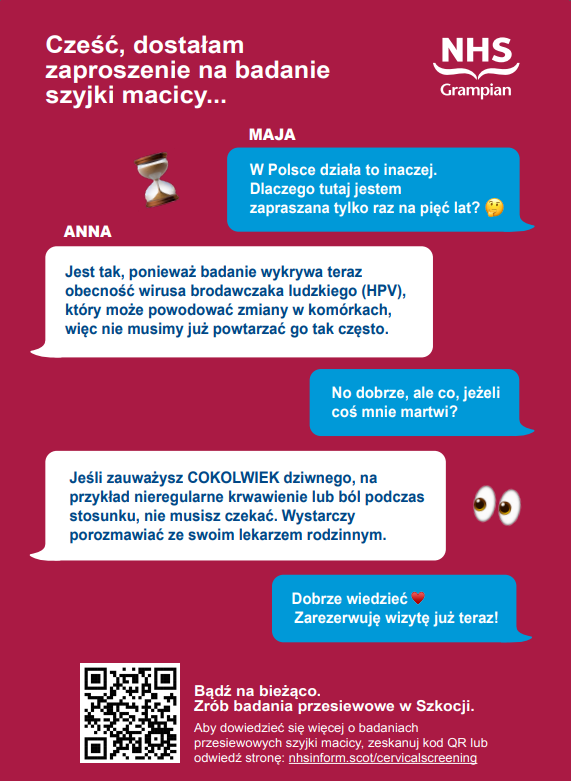 Cześć, dostałam
zaproszenie na badanie
szyjki macicy...
NHS
Grampian
MAJA
W Polsce działa to inaczej.
Dlaczego tutaj jestem
zapraszana tylko raz na pięć lat? 🤔
ANNA
Jest tak, ponieważ badanie wykrywa teraz
obecność wirusa brodawczaka ludzkiego (HPV),
który może powodować zmiany w komórkach,
więc nie musimy już powtarzać go tak często.
No dobrze, ale co, jeżeli
coś mnie martwi?
Jeśli zauważysz COKOLWIEK dziwnego, na
przykład nieregularne krwawienie lub ból podczas
stosunku, nie musisz czekać. Wystarczy
porozmawiać ze swoim lekarzem rodzinnym.
Dobrze wiedzieć ♥
Zarezerwuję wizytę już teraz!
Bądź na bieżąco.
Zrób badania przesiewowe w Szkocji.
Aby dowiedzieć się więcej o badaniach
przesiewowych szyjki macicy, zeskanuj kod QR lub
odwiedź stronę: nhsinform.scot/cervicalscreening